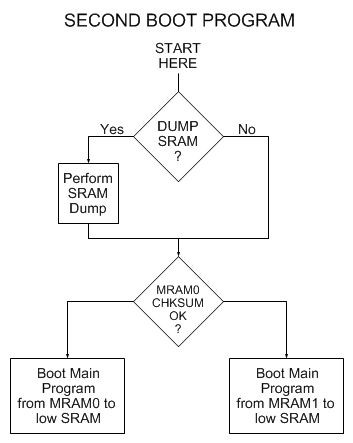 SECOND BOOT PROGRAM
START
HERE
Yes
DUMP
SRAM
?
No
Perform
SRAM
Dump
MRAM0
CHKSUM
OK
?
Boot Main
Program
from MRAM0 to
low SRAM
Boot Main
Program
from MRAM1 to
low SRAM